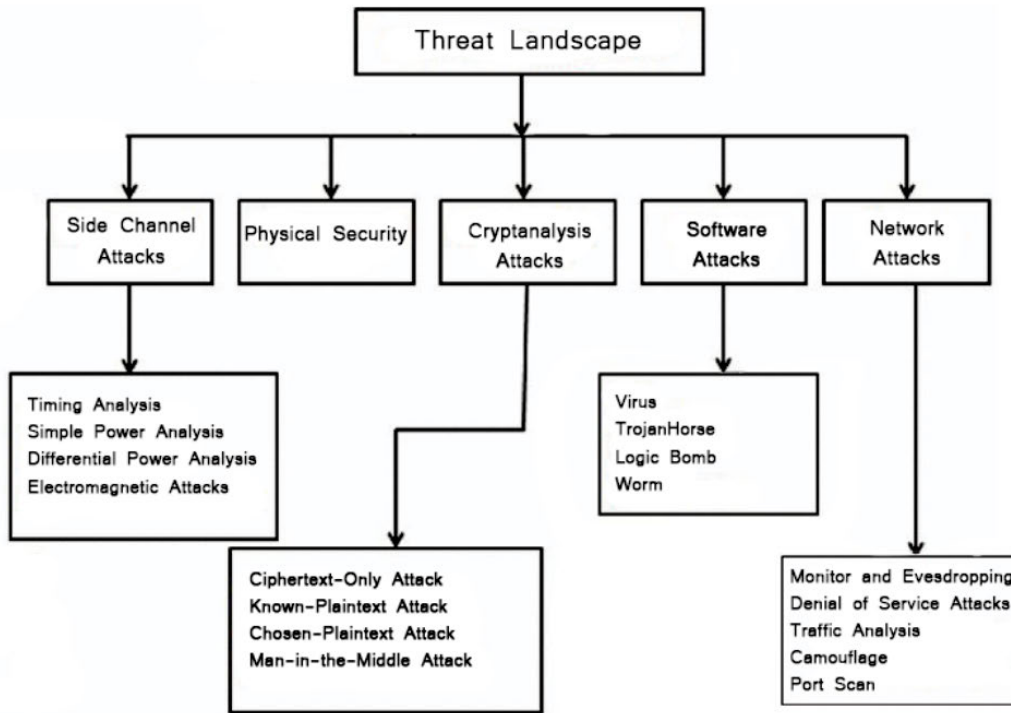 Threat Landscape
Side Channel
Attacks
Physical Security
Cryptanalysis
Attacks
Software
Attacks
Network
Attacks
Timing Analysis
Simple Power Analysis
Differential Power Analysis
Electromagnetic Attacks
Ciphertext-Only Attack
Known-Plaintext Attack
Chosen-Plaintext Attack
Man-in-the-Middle Attack
Virus
TrojanHorse
Logic Bomb
Worm
Monitor and Evesdropping
Denial of Service Attacks
Traffic Analysis
Camouflage
Port Scan